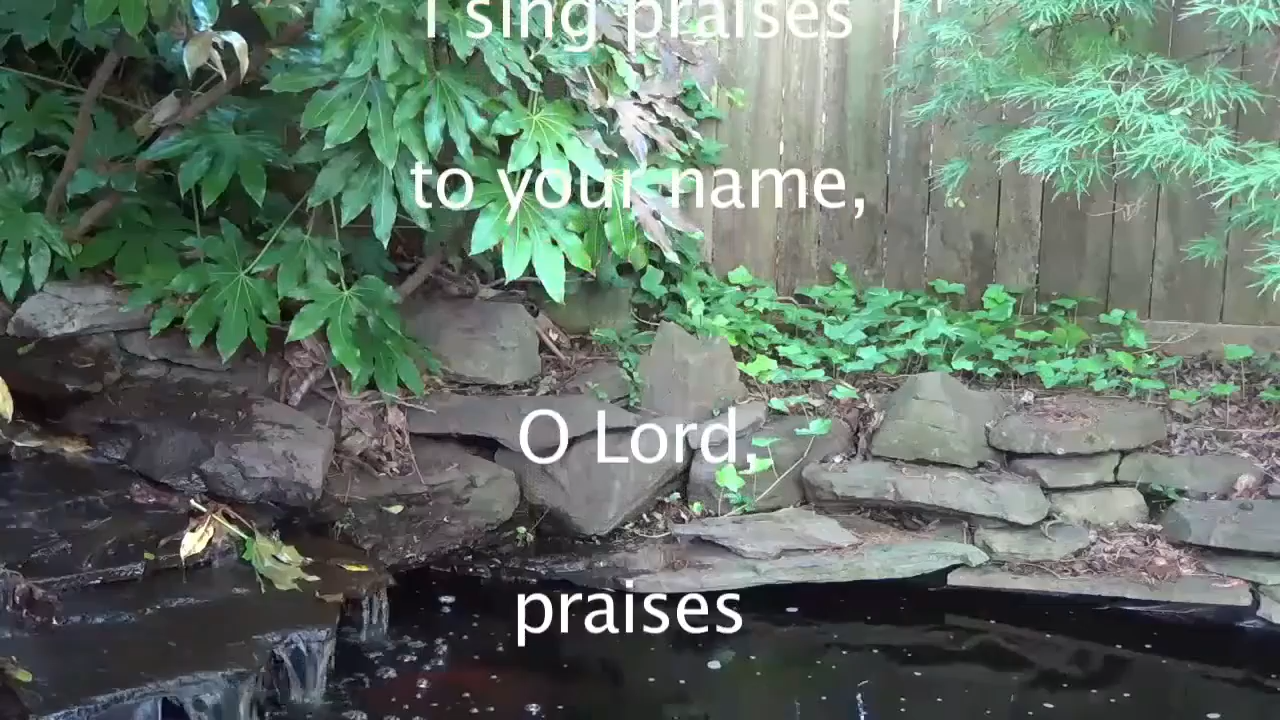 I sing praises
to your name,
O Lord,
praises